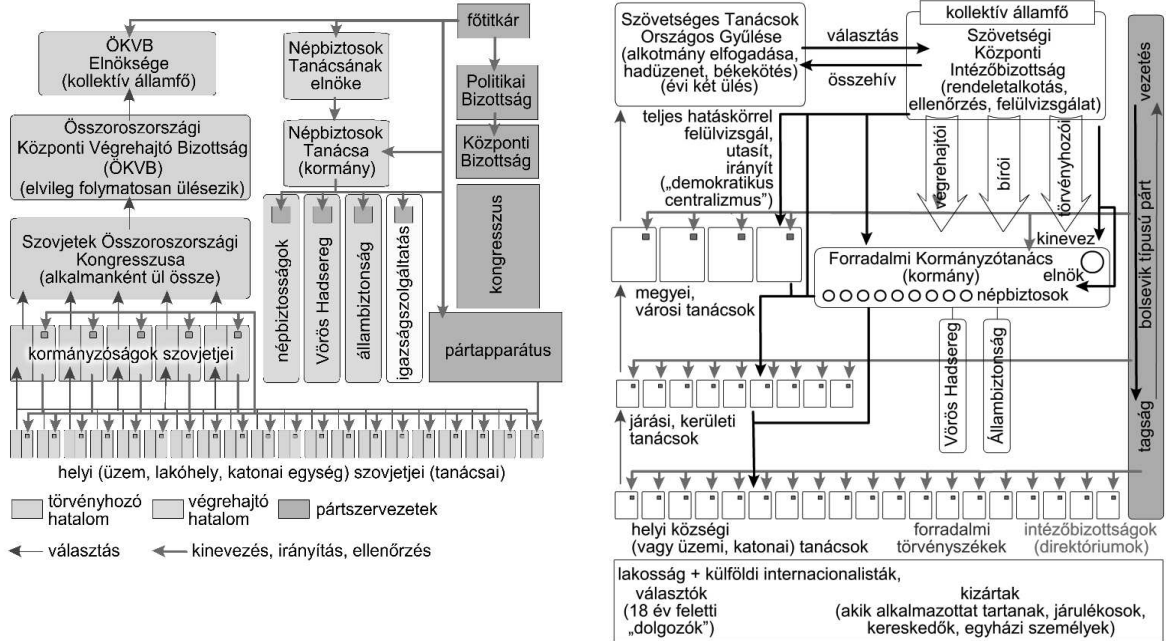 főtitkár
ÖKVB
Elnöksége
(kollektív államfő)
Népbiztosok
Tanácsának
elnöke
Politikai
Bizottság
Összoroszországi
Központi Végrehajtó Bizottság
(ÖKVB)
(elvileg folymatosan ülésezik)
Népbiztosok
Tanácsa
(kormány)
Központi
Bizottság
Szovjetek Összoroszországi
Kongresszusa
(alkalmanként ül össze)
népbiztosságok
Vörös Hadsereg
állambiztonság
igazságszolgáltatás
kongresszus
kormányzóságok szovjetjei
pártapparátus
helyi (üzem, lakóhely, katonai egység) szovjetjei (tanácsai)
törvényhozó
hatalom
végrehajtó
hatalom
pártszervezetek
választás
kinevezés, irányítás, ellenőrzés
Szövetséges Tanácsok
Országos Gyűlése
(alkotmány elfogadása,
hadüzenet, békekötés)
(évi két ülés)
választás
összehív
kollektív államfő
Szövetségi
Központi
Intézőbizottság
(rendeletalkotás,
ellenőrzés, felülvizsgálat)
teljes hatáskörrel
felülvizsgál,
utasít,
irányít
(„demokratikus
centralizmus”)
végrehajtói
bírói
törvényhozói
vezetés
bolsevik típusú párt
tagság
kinevez
Forradalmi Kormányzótanács
(kormány)
elnök
népbiztosok
megyei,
városi tanácsok
Vörös Hadsereg
Állambiztonság
járási, kerületi
tanácsok
helyi községi
(vagy üzemi, katonai) tanácsok
forradalmi
törvényszékek
intézőbizottságok
(direktóriumok)
lakosság + külföldi internacionalisták,
választók
(18 év feletti
„dolgozók”)
kizártak
(akik alkalmazottat tartanak, járulékosok,
kereskedők, egyházi személyek)